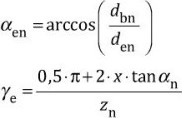 α_en = arccos(d_bn / d_en)
γ_e = (0,5·π+2·x·tan α_n) / z_n